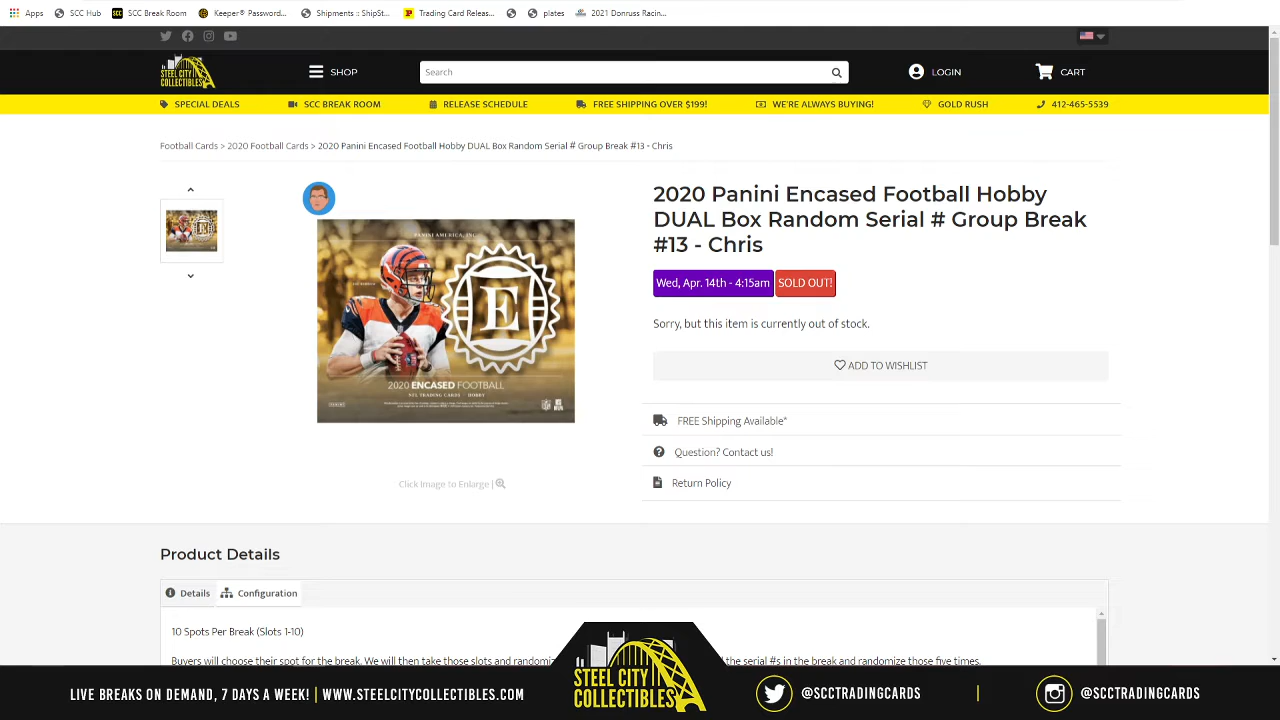 Apps SCC Hub SCC Break Room Keeper® Password... Shipments :: ShipSt... Trading Card Releas... plates 2021 Donruss Racin...
STEEL CITY
COLLECTIBLES
SHOP
Search
LOGIN
CART
SPECIAL DEALS
SCC BREAK ROOM
RELEASE SCHEDULE
FREE SHIPPING OVER $199!
WE'RE ALWAYS BUYING!
GOLD RUSH
412-465-5539
Football Cards > 2020 Football Cards > 2020 Panini Encased Football Hobby DUAL Box Random Serial # Group Break #13 - Chris
PANINI AMERICA, INC.
E
2020 ENCASED FOOTBALL
NFL TRADING CARDS HOBBY
Click Image to Enlarge |
2020 Panini Encased Football Hobby
DUAL Box Random Serial # Group Break
#13 - Chris
Wed, Apr. 14th - 4:15am SOLD OUT!
Sorry, but this item is currently out of stock.
ADD TO WISHLIST
FREE Shipping Available*
Question? Contact us!
Return Policy
Product Details
Details Configuration
10 Spots Per Break (Slots 1-10)
Buyers will choose their spot for the break. We will then take those slots and the serial #s in the break and randomize those five times.
LIVE BREAKS ON DEMAND, 7 DAYS A WEEK! | WWW.STEELCITYCOLLECTIBLES.COM
STEEL CITY
COLLECTIBLES
@SCCTRADINGCARDS | @SCCTRADINGCARDS